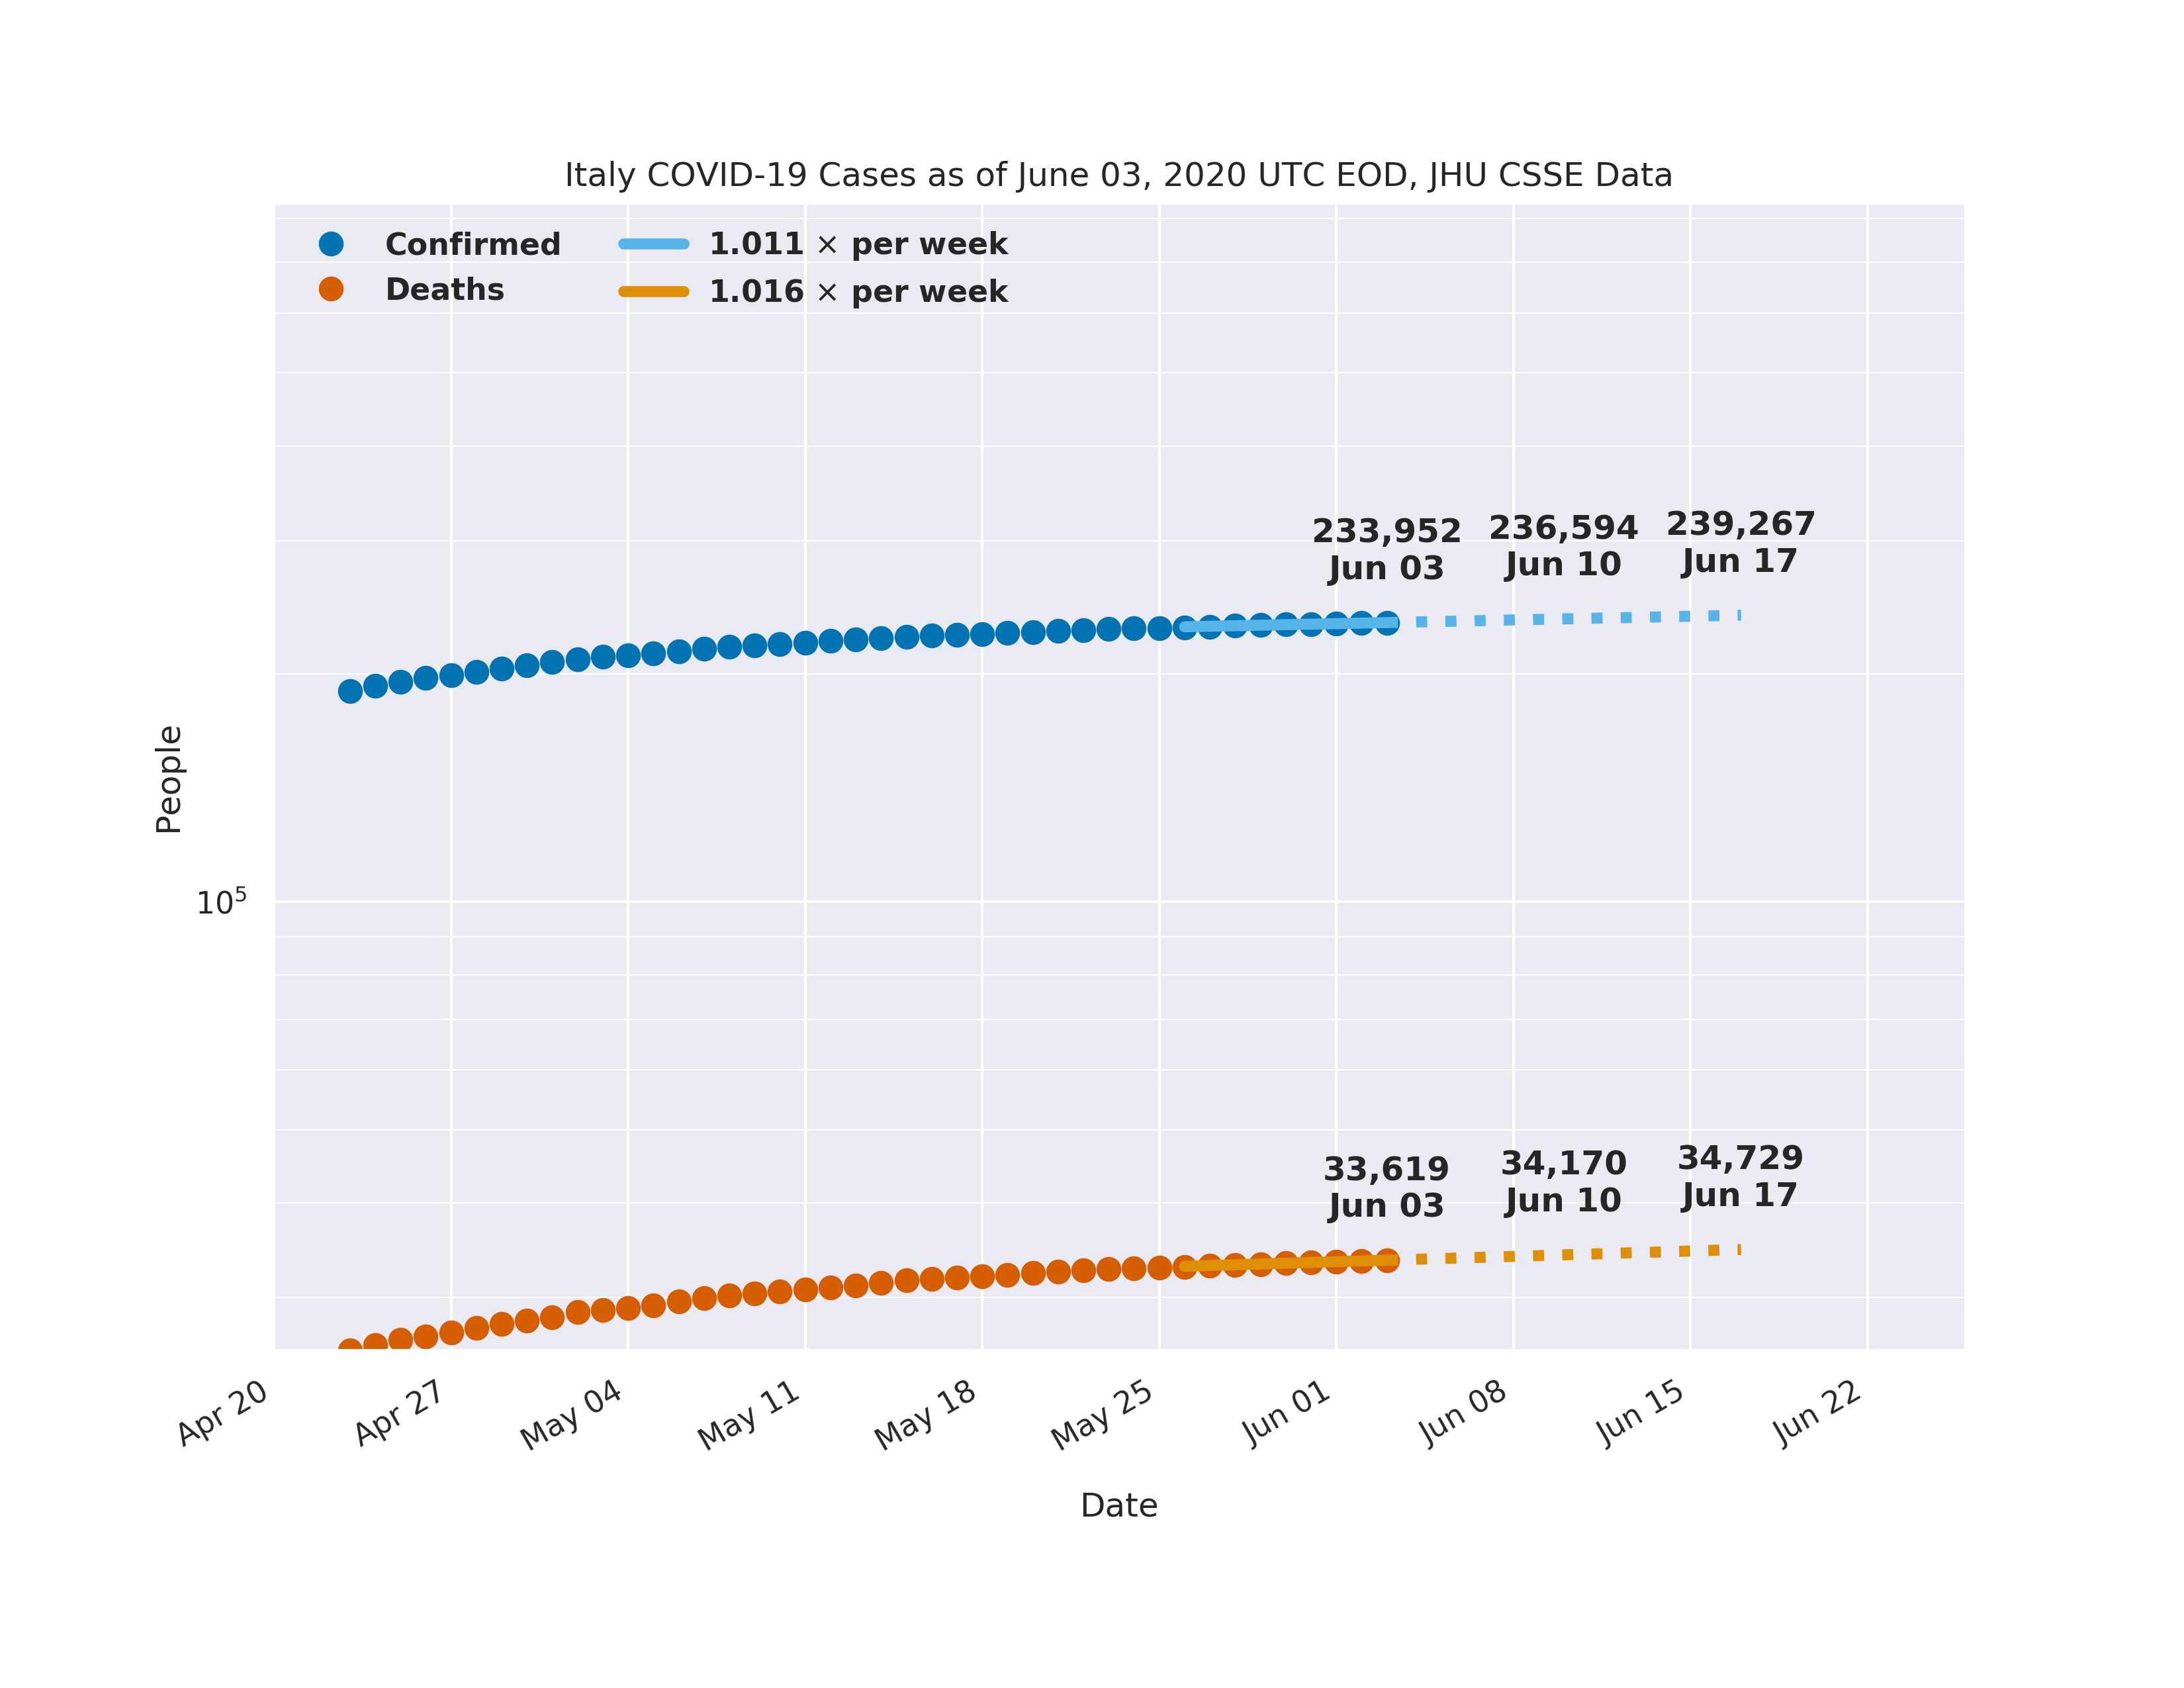 Italy COVID-19 Cases as of June 03, 2020 UTC EOD, JHU CSSE Data
Confirmed
Deaths
1.011 × per week
1.016 × per week
233,952
Jun 03
236,594
Jun 10
239,267
Jun 17
People
10⁵
33,619
Jun 03
34,170
Jun 10
34,729
Jun 17
Apr 20
Apr 27
May 04
May 11
May 18
May 25
Jun 01
Jun 08
Jun 15
Jun 22
Date